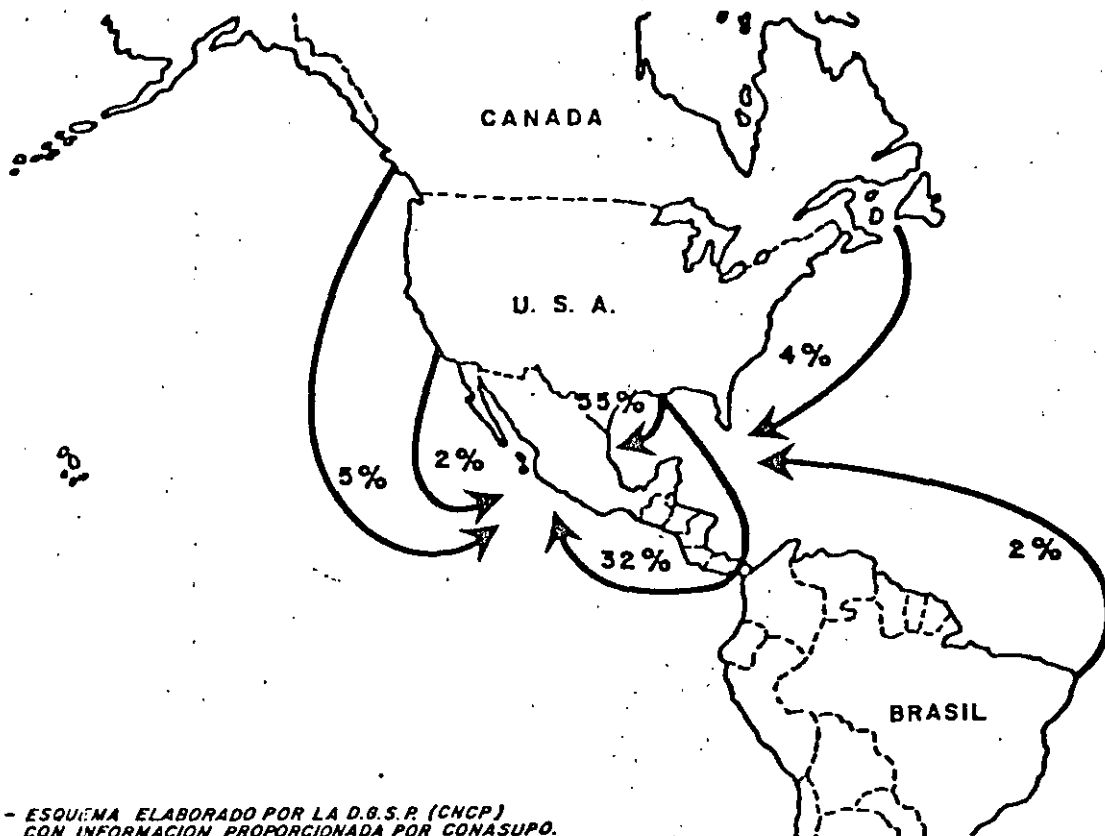 CANADA
U. S. A.
4%
55%
5%
2%
32%
2%
BRASIL
- ESQUEMA ELABORADO POR LA D.G.S.P. (CNCP)
CON INFORMACION PROPORCIONADA POR CONASUPO.